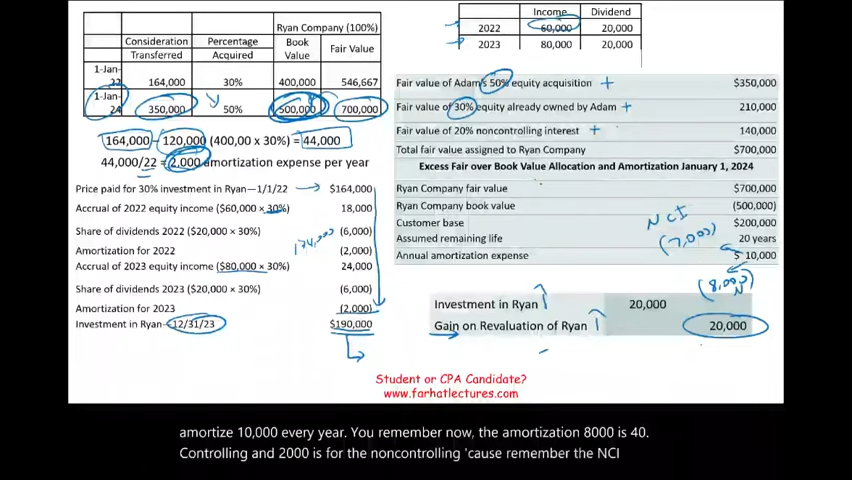 Income Dividend
2022 60,000 20,000
2023 80,000 20,000
Ryan Company (100%)
Consideration Transferred Percentage Acquired Book Value Fair Value
1-Jan-22 164,000 30% 400,000 546,667
1-Jan-24 350,000 50% 500,000 700,000
164,000 – 120,000 (400,00 x 30%) = 44,000
44,000/22 = 2,000 amortization expense per year
Price paid for 30% investment in Ryan—1/1/22 $164,000
Accrual of 2022 equity income ($60,000 × 30%) 18,000
Share of dividends 2022 ($20,000 × 30%) (6,000)
174,000
Amortization for 2022 (2,000)
Accrual of 2023 equity income ($80,000 × 30%) 24,000
Share of dividends 2023 ($20,000 × 30%) (6,000)
Amortization for 2023 (2,000)
Investment in Ryan—12/31/23 $190,000
Fair value of Adam's 50% equity acquisition + $350,000
Fair value of 30% equity already owned by Adam + 210,000
Fair value of 20% noncontrolling interest + 140,000
Total fair value assigned to Ryan Company $700,000
Excess Fair over Book Value Allocation and Amortization January 1, 2024
Ryan Company fair value $700,000
Ryan Company book value (500,000)
Customer base $200,000
Assumed remaining life 20 years
Annual amortization expense $ 10,000
NCI
(7,000)
(8,000)
Investment in Ryan 20,000
Gain on Revaluation of Ryan 20,000
Student or CPA Candidate?
www.farhatlectures.com
amortize 10,000 every year. You remember now, the amortization 8000 is 40.
Controlling and 2000 is for the noncontrolling 'cause remember the NCI